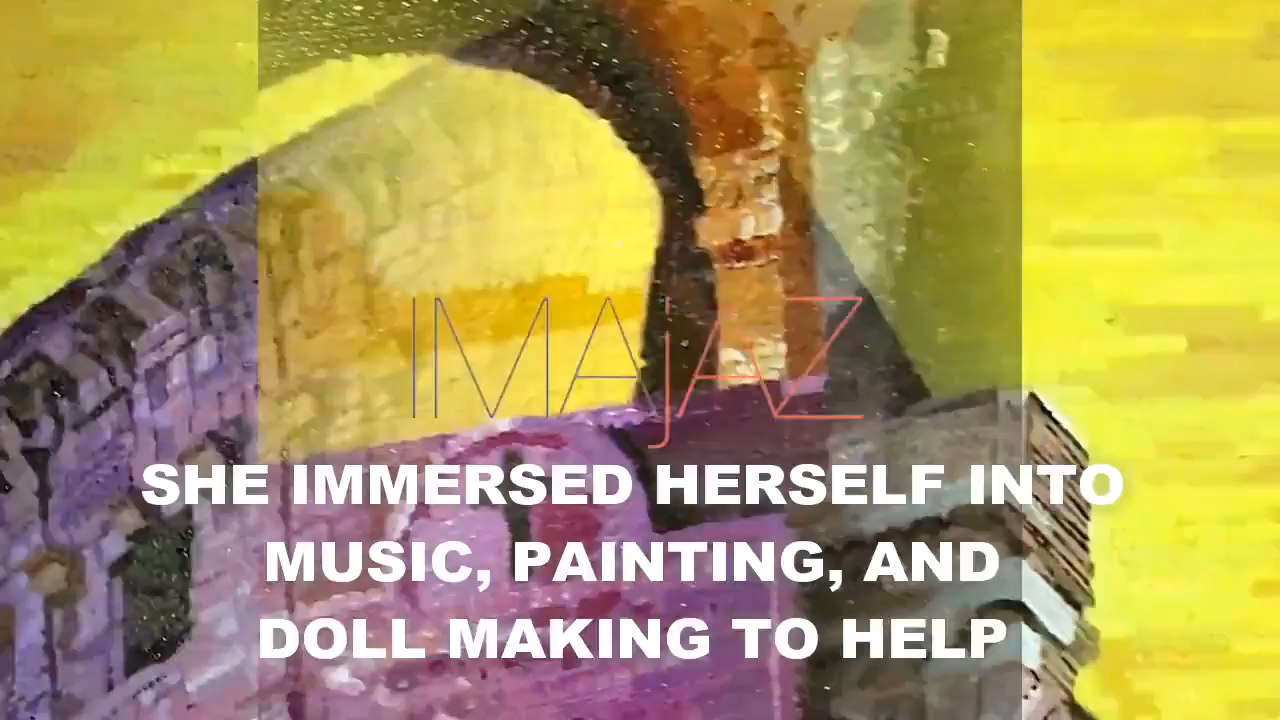 IMAjAZ
SHE IMMERSED HERSELF INTO
MUSIC, PAINTING, AND
DOLL MAKING TO HELP